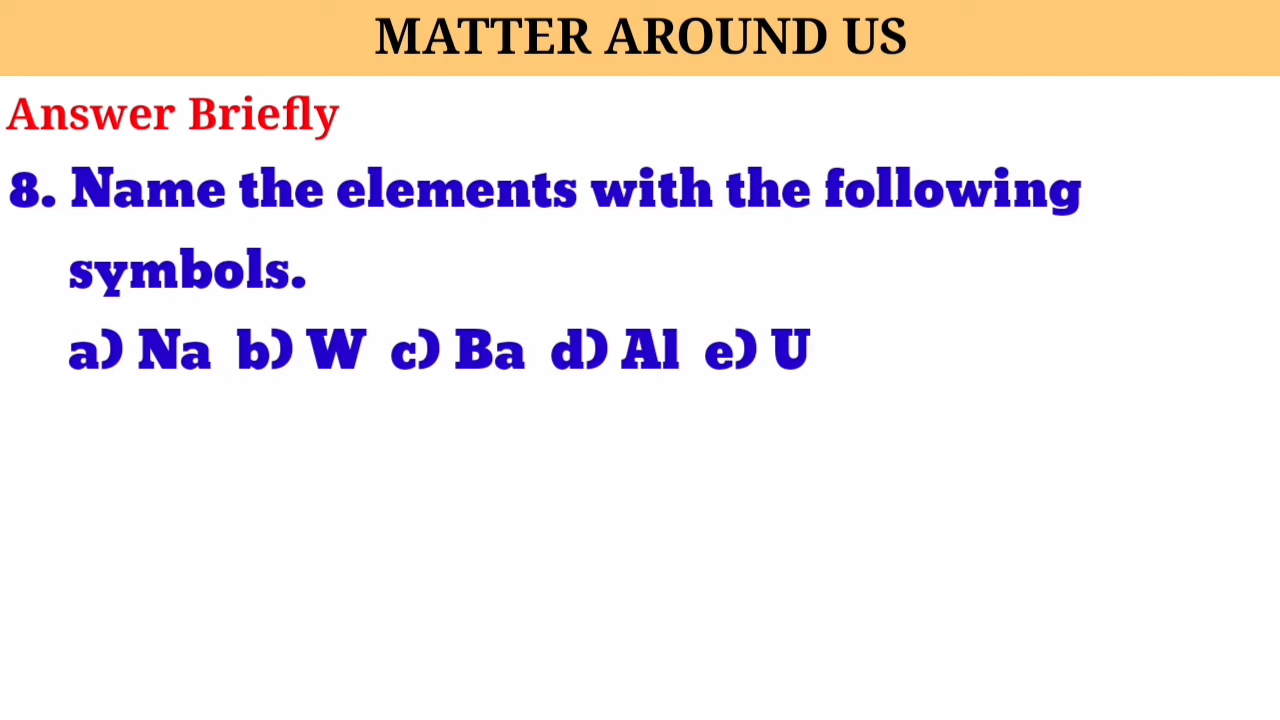 MATTER AROUND US
Answer Briefly
8. Name the elements with the following
symbols.
a) Na b) W c) Ba d) Al e) U